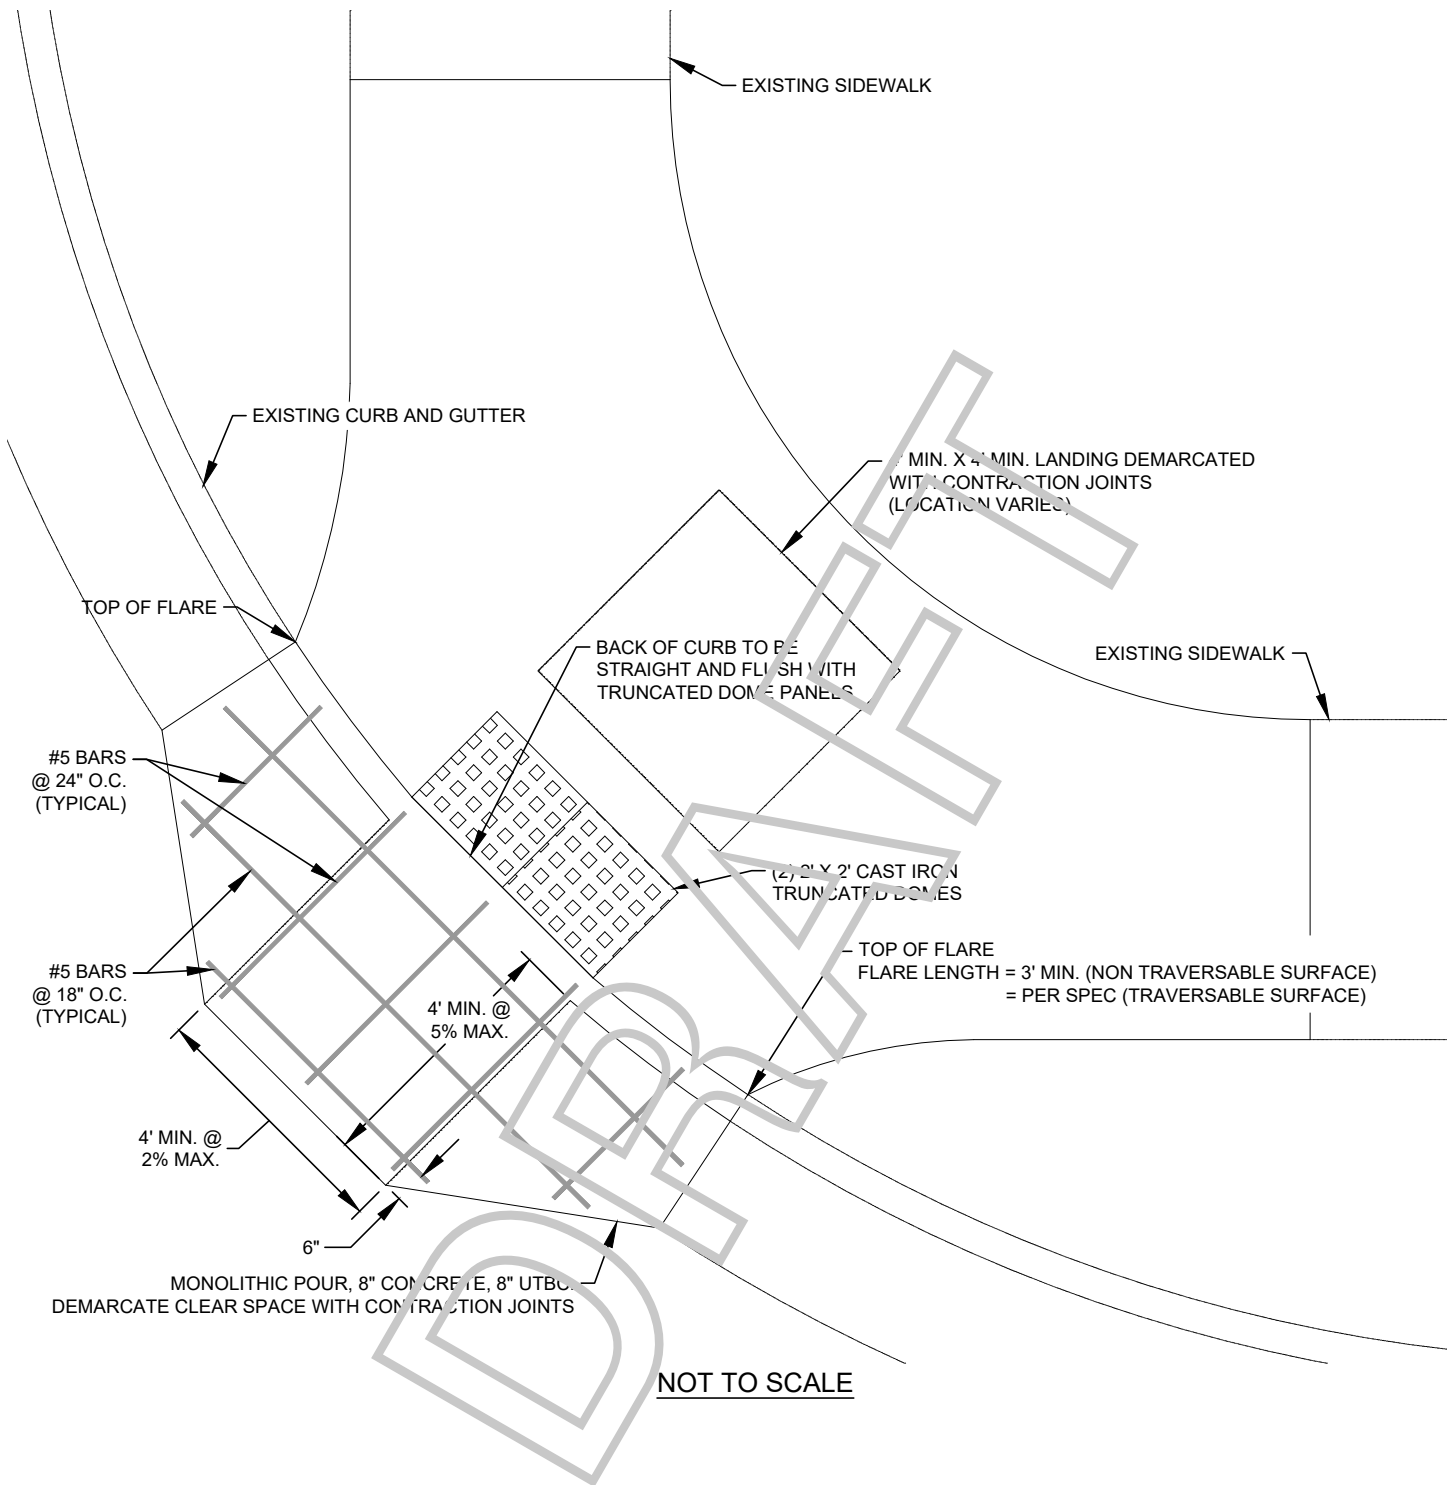 EXISTING SIDEWALK
EXISTING CURB AND GUTTER
MIN. X 4' MIN. LANDING DEMARCATED
WITH CONTRACTION JOINTS
(LOCATION VARIES)
TOP OF FLARE
BACK OF CURB TO BE
STRAIGHT AND FLUSH WITH
TRUNCATED DOME PANELS
EXISTING SIDEWALK
#5 BARS
@ 24" O.C.
(TYPICAL)
(2) 2' X 2' CAST IRON
TRUNCATED DOMES
#5 BARS
@ 18" O.C.
(TYPICAL)
TOP OF FLARE
FLARE LENGTH = 3' MIN. (NON TRAVERSABLE SURFACE)
= PER SPEC (TRAVERSABLE SURFACE)
4' MIN. @
5% MAX.
4' MIN. @
2% MAX.
6"
MONOLITHIC POUR, 8" CONCRETE, 8"
DEMARCATE CLEAR SPACE WITH CONTRACTION JOINTS
NOT TO SCALE
DRAFT